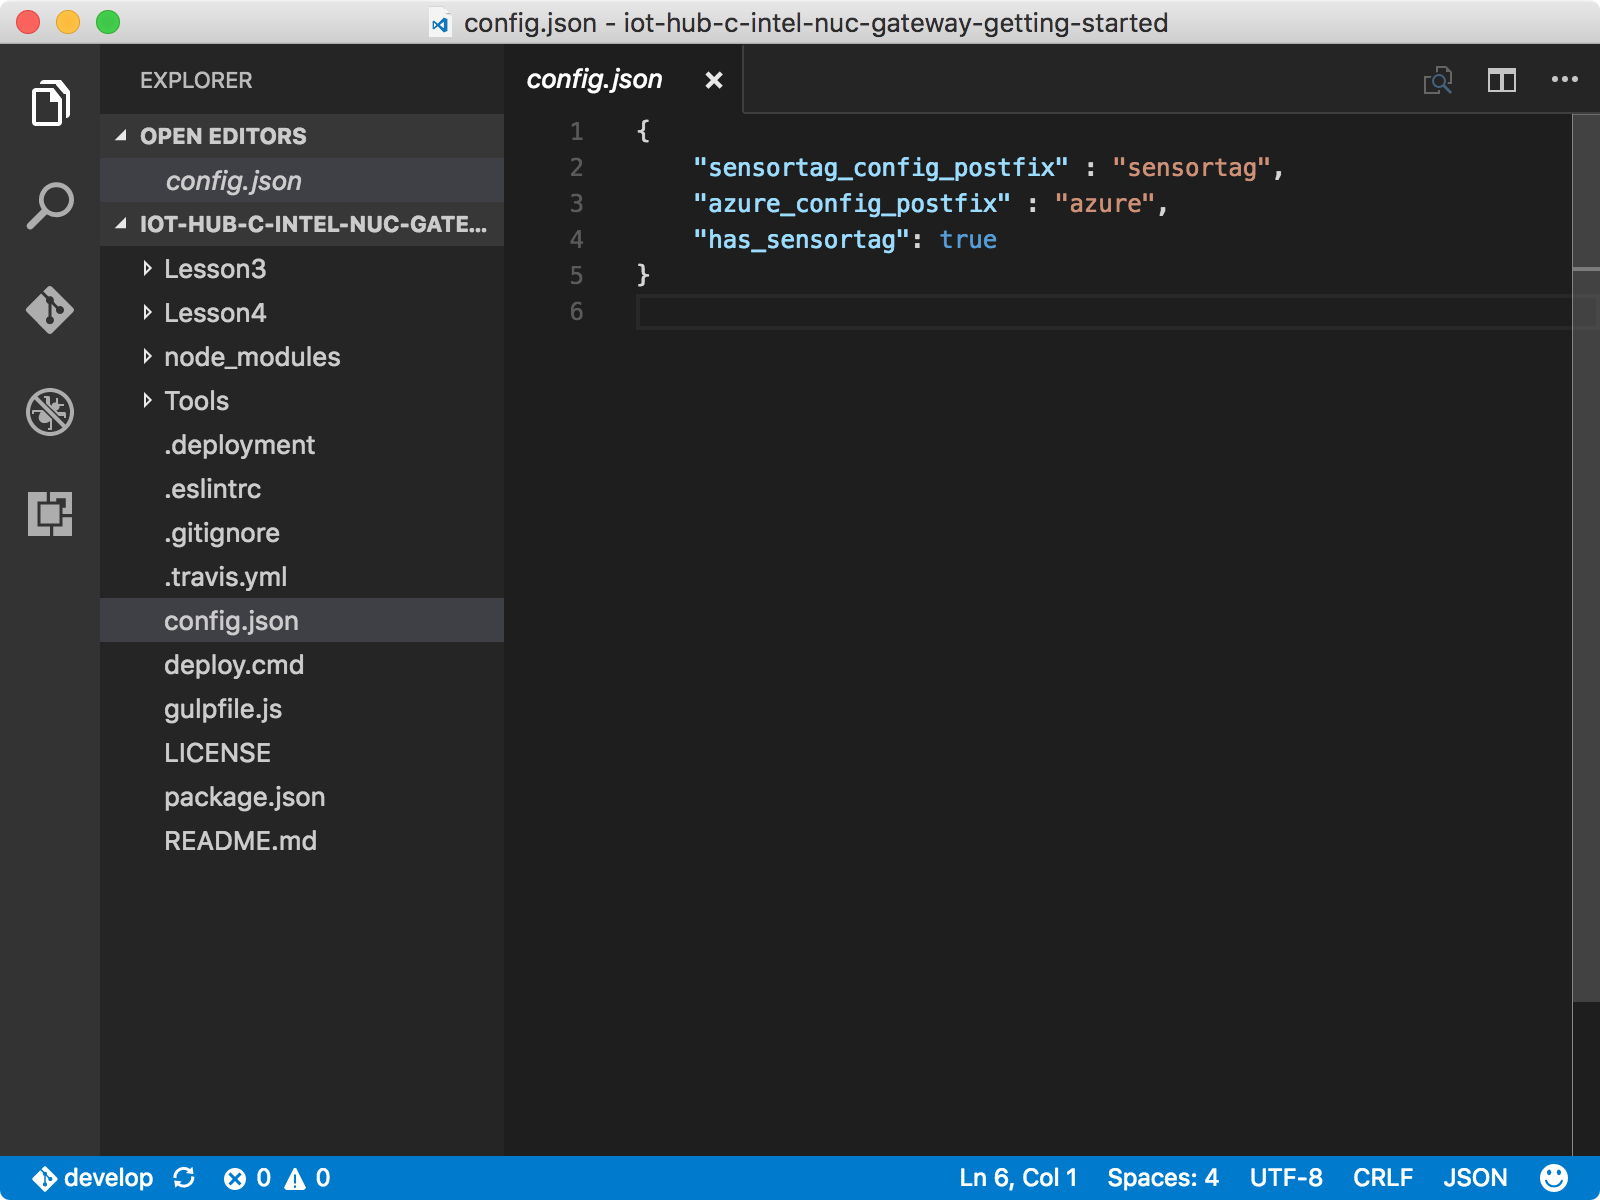 config.json - iot-hub-c-intel-nuc-gateway-getting-started
EXPLORER
OPEN EDITORS
config.json
IOT-HUB-C-INTEL-NUC-GATE...
Lesson3
Lesson4
node_modules
Tools
.deployment
.eslintrc
.gitignore
.travis.yml
config.json
deploy.cmd
gulpfile.js
LICENSE
package.json
README.md
config.json
1 {
2 "sensortag_config_postfix" : "sensortag",
3 "azure_config_postfix" : "azure",
4 "has_sensortag": true
5 }
6
develop 0 0 Ln 6, Col 1 Spaces: 4 UTF-8 CRLF JSON